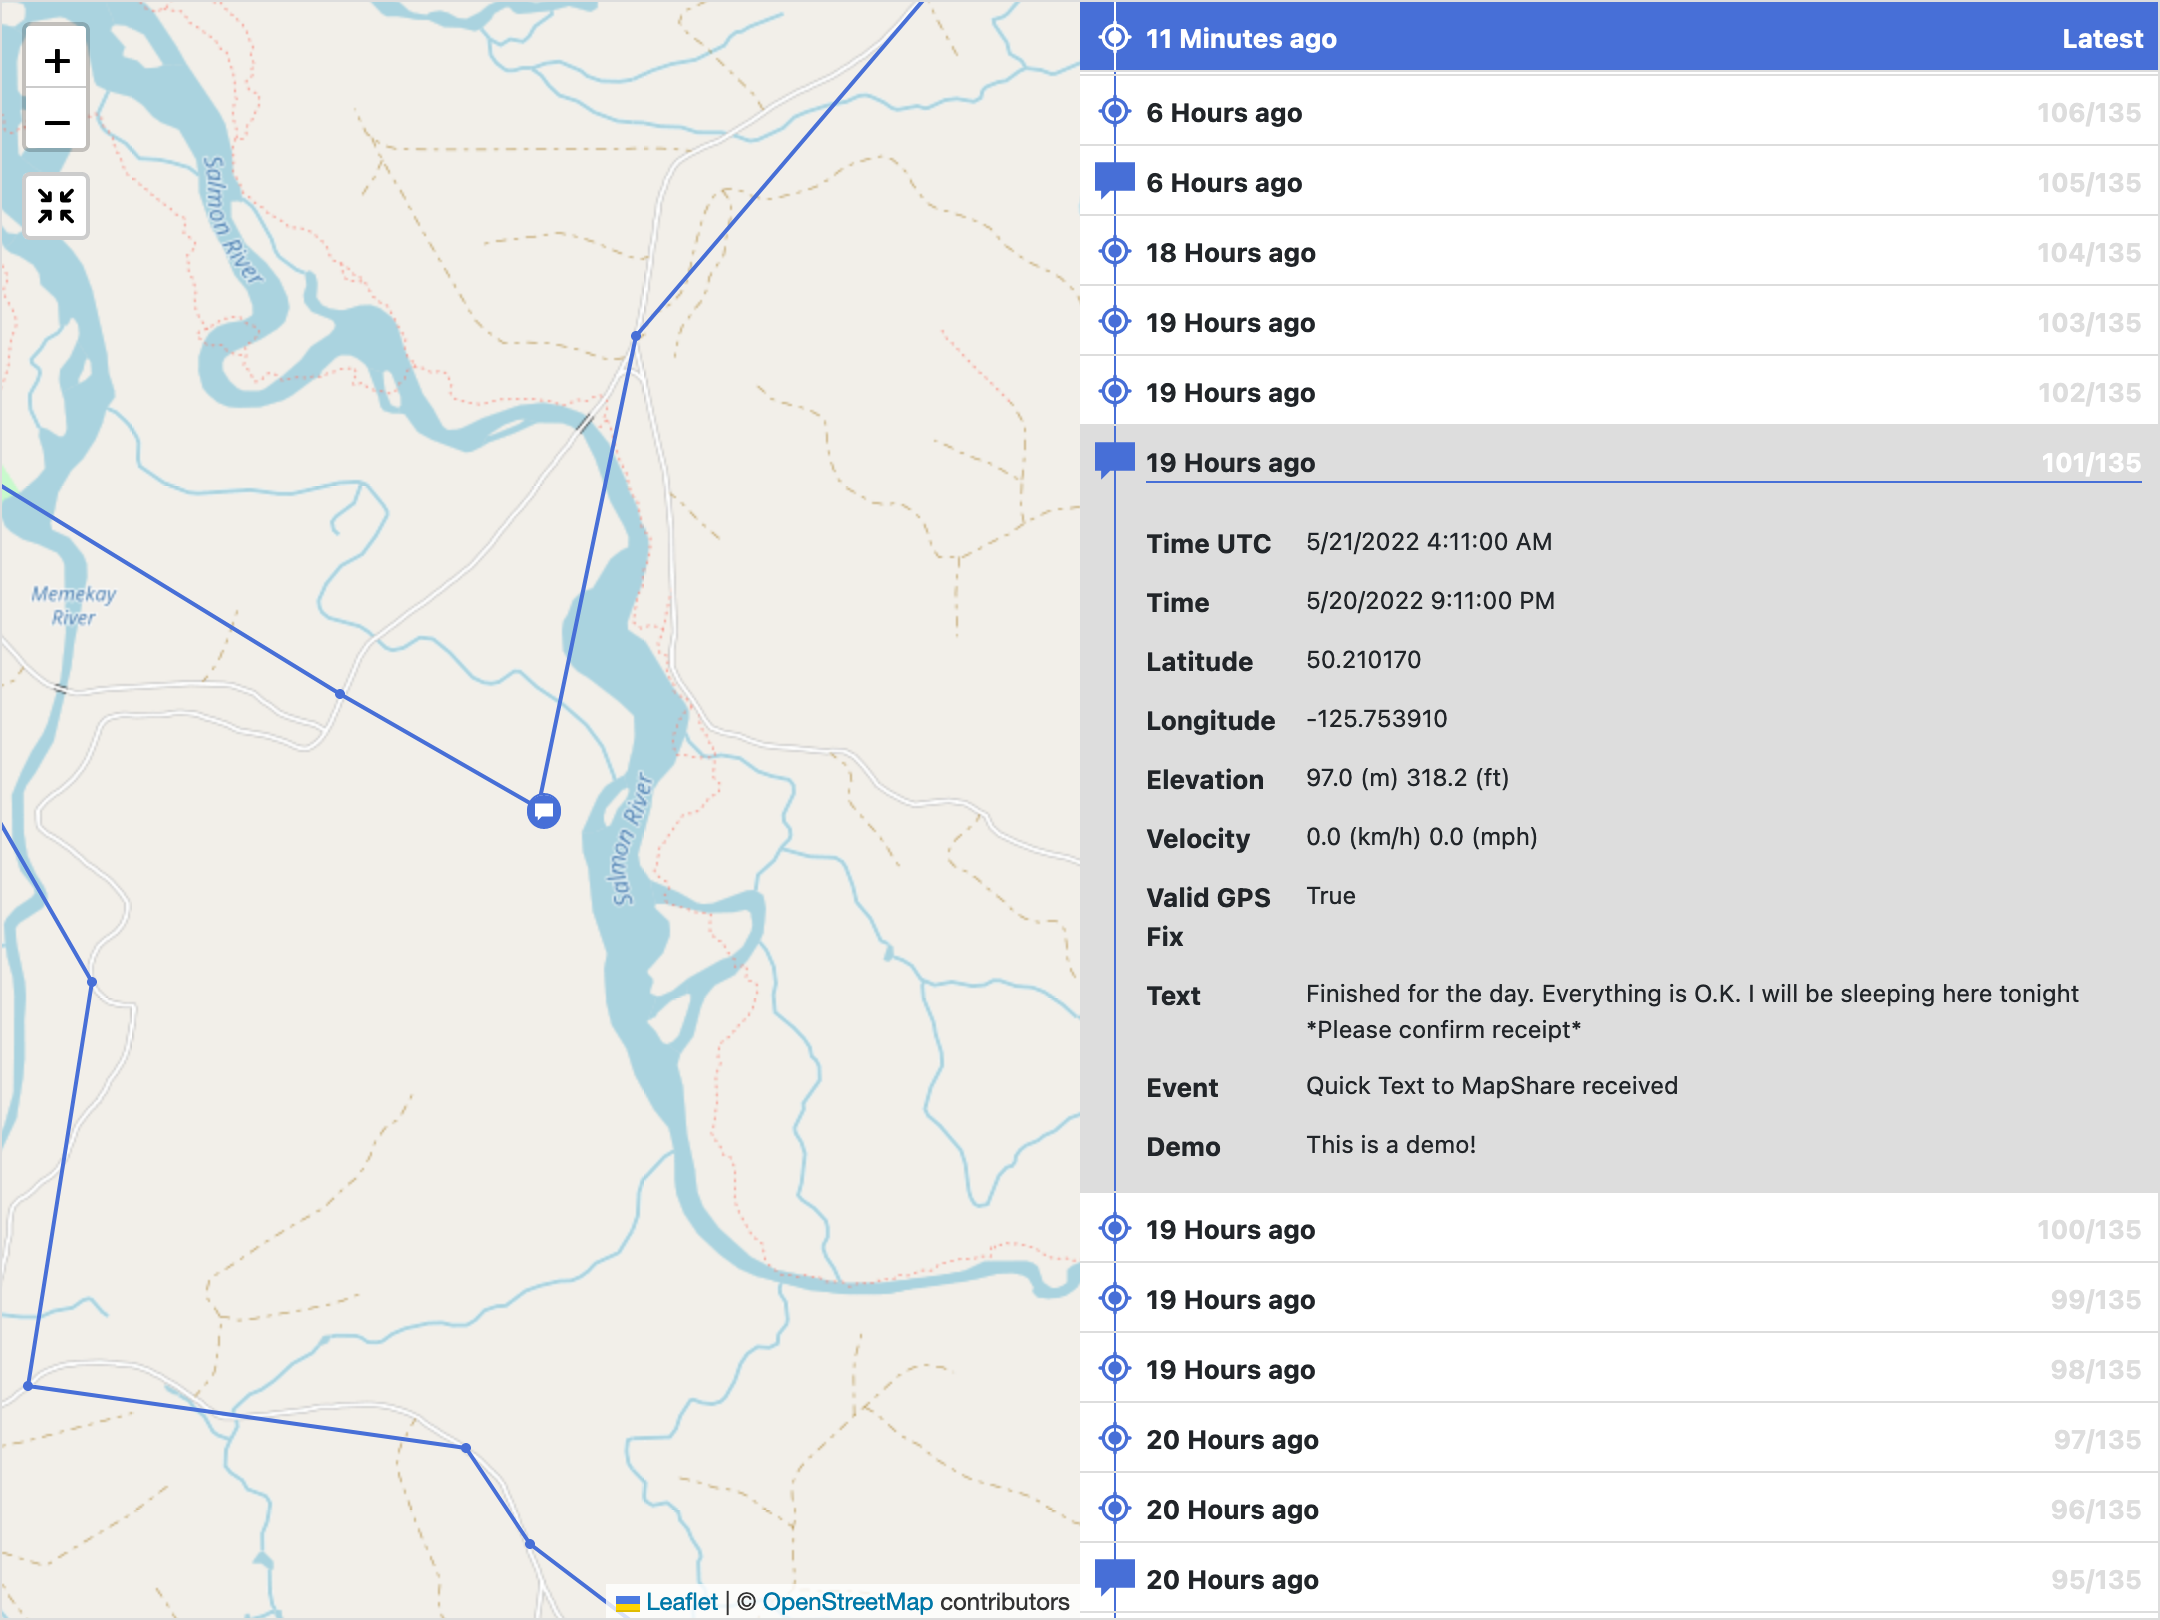 +
−
Salmon River
Memekay
River
Salmon River
Leaflet | © OpenStreetMap contributors
11 Minutes ago Latest
6 Hours ago 106/135
6 Hours ago 105/135
18 Hours ago 104/135
19 Hours ago 103/135
19 Hours ago 102/135
19 Hours ago 101/135
Time UTC 5/21/2022 4:11:00 AM
Time 5/20/2022 9:11:00 PM
Latitude 50.210170
Longitude -125.753910
Elevation 97.0 (m) 318.2 (ft)
Velocity 0.0 (km/h) 0.0 (mph)
Valid GPS True
Fix
Text Finished for the day. Everything is O.K. I will be sleeping here tonight
*Please confirm receipt*
Event Quick Text to MapShare received
Demo This is a demo!
19 Hours ago 100/135
19 Hours ago 99/135
19 Hours ago 98/135
20 Hours ago 97/135
20 Hours ago 96/135
20 Hours ago 95/135